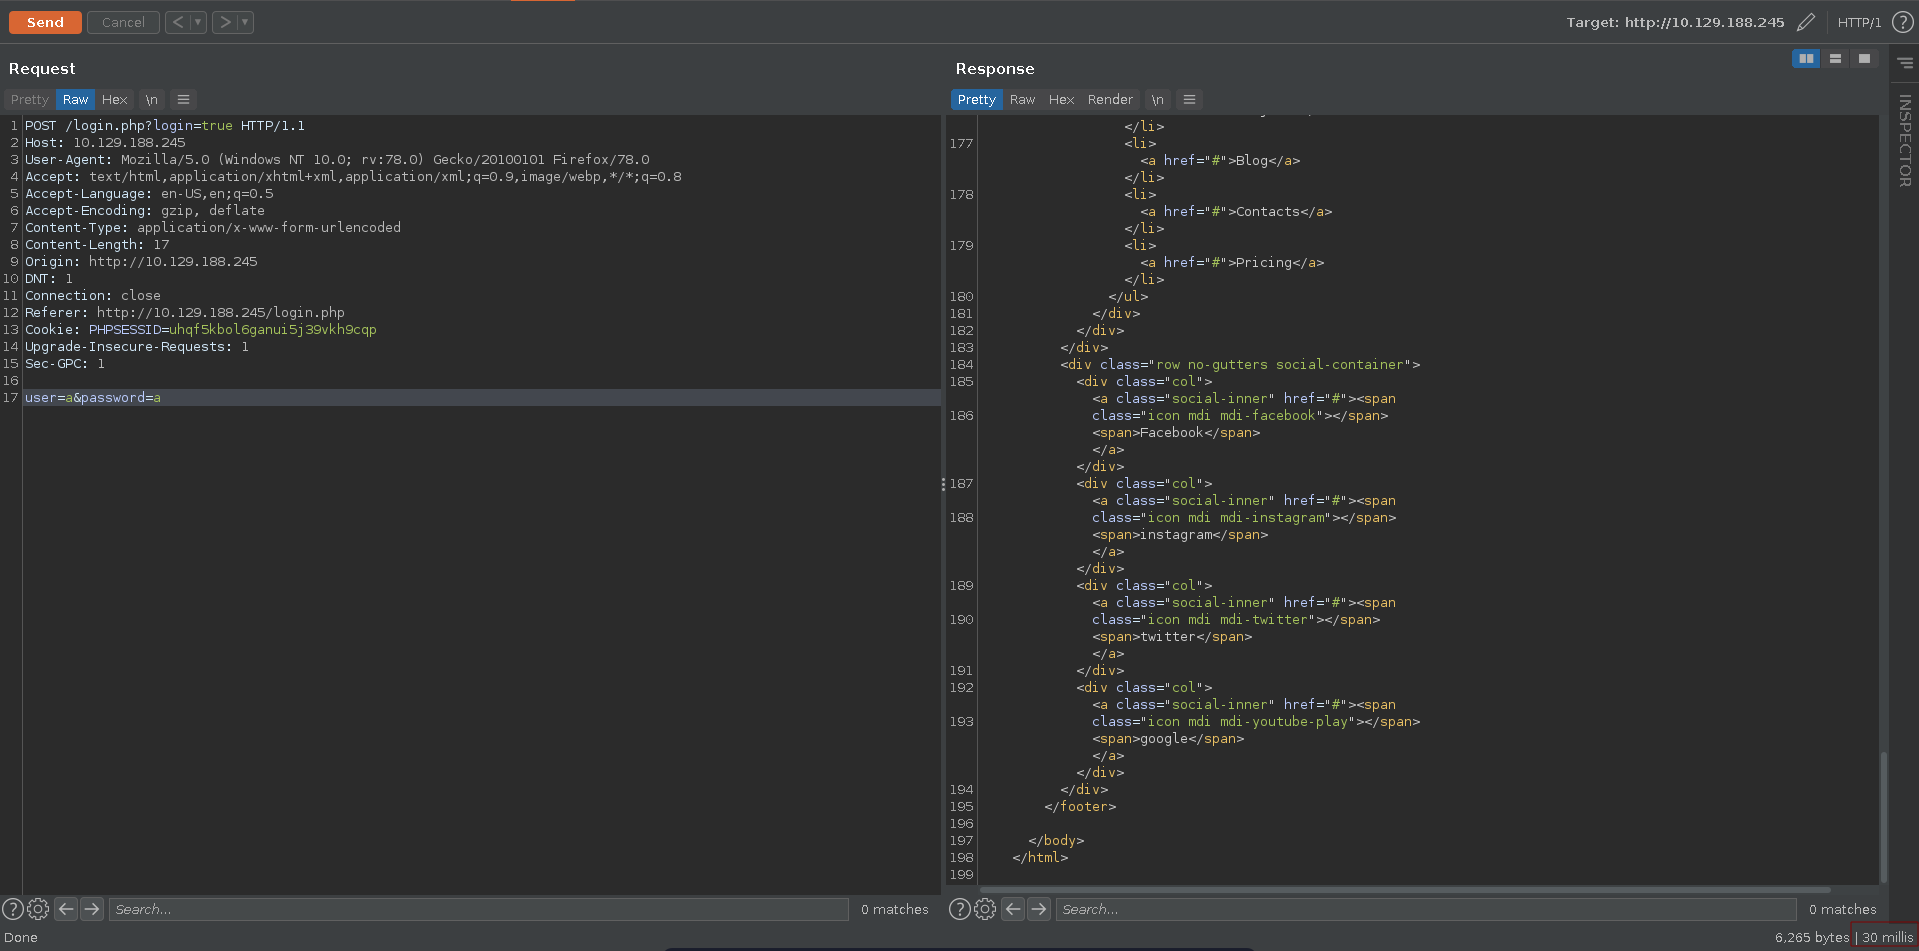 Send Cancel < ▾ > ▾ Target: http://10.129.188.245 HTTP/1 ?
Request
Pretty Raw Hex \n
1 POST /login.php?login=true HTTP/1.1
2 Host: 10.129.188.245
3 User-Agent: Mozilla/5.0 (Windows NT 10.0; rv:78.0) Gecko/20100101 Firefox/78.0
4 Accept: text/html,application/xhtml+xml,application/xml;q=0.9,image/webp,*/*;q=0.8
5 Accept-Language: en-US,en;q=0.5
6 Accept-Encoding: gzip, deflate
7 Content-Type: application/x-www-form-urlencoded
8 Content-Length: 17
9 Origin: http://10.129.188.245
10 DNT: 1
11 Connection: close
12 Referer: http://10.129.188.245/login.php
13 Cookie: PHPSESSID=uhqf5kbol6ganui5j39vkh9cqp
14 Upgrade-Insecure-Requests: 1
15 Sec-GPC: 1
16
17 user=a&password=a
? Search... 0 matches
Done
Response
Pretty Raw Hex Render \n
</li>
177 <li>
<a href="#">Blog</a>
</li>
178 <li>
<a href="#">Contacts</a>
</li>
179 <li>
<a href="#">Pricing</a>
</li>
180 </ul>
181 </div>
182 </div>
183 </div>
184 <div class="row no-gutters social-container">
185 <div class="col">
<a class="social-inner" href="#"><span
186 class="icon mdi mdi-facebook"></span>
<span>Facebook</span>
</a>
</div>
187 <div class="col">
<a class="social-inner" href="#"><span
188 class="icon mdi mdi-instagram"></span>
<span>instagram</span>
</a>
</div>
189 <div class="col">
<a class="social-inner" href="#"><span
190 class="icon mdi mdi-twitter"></span>
<span>twitter</span>
</a>
191 </div>
192 <div class="col">
<a class="social-inner" href="#"><span
193 class="icon mdi mdi-youtube-play"></span>
<span>google</span>
</a>
</div>
194 </div>
195 </footer>
196
197 </body>
198 </html>
199
? Search... 0 matches
6,265 bytes | 30 millis
INSPECTOR